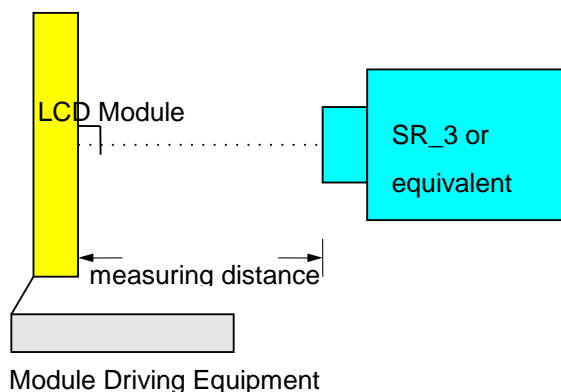 LCD Module
SR_3 or
equivalent
measuring distance
Module Driving Equipment